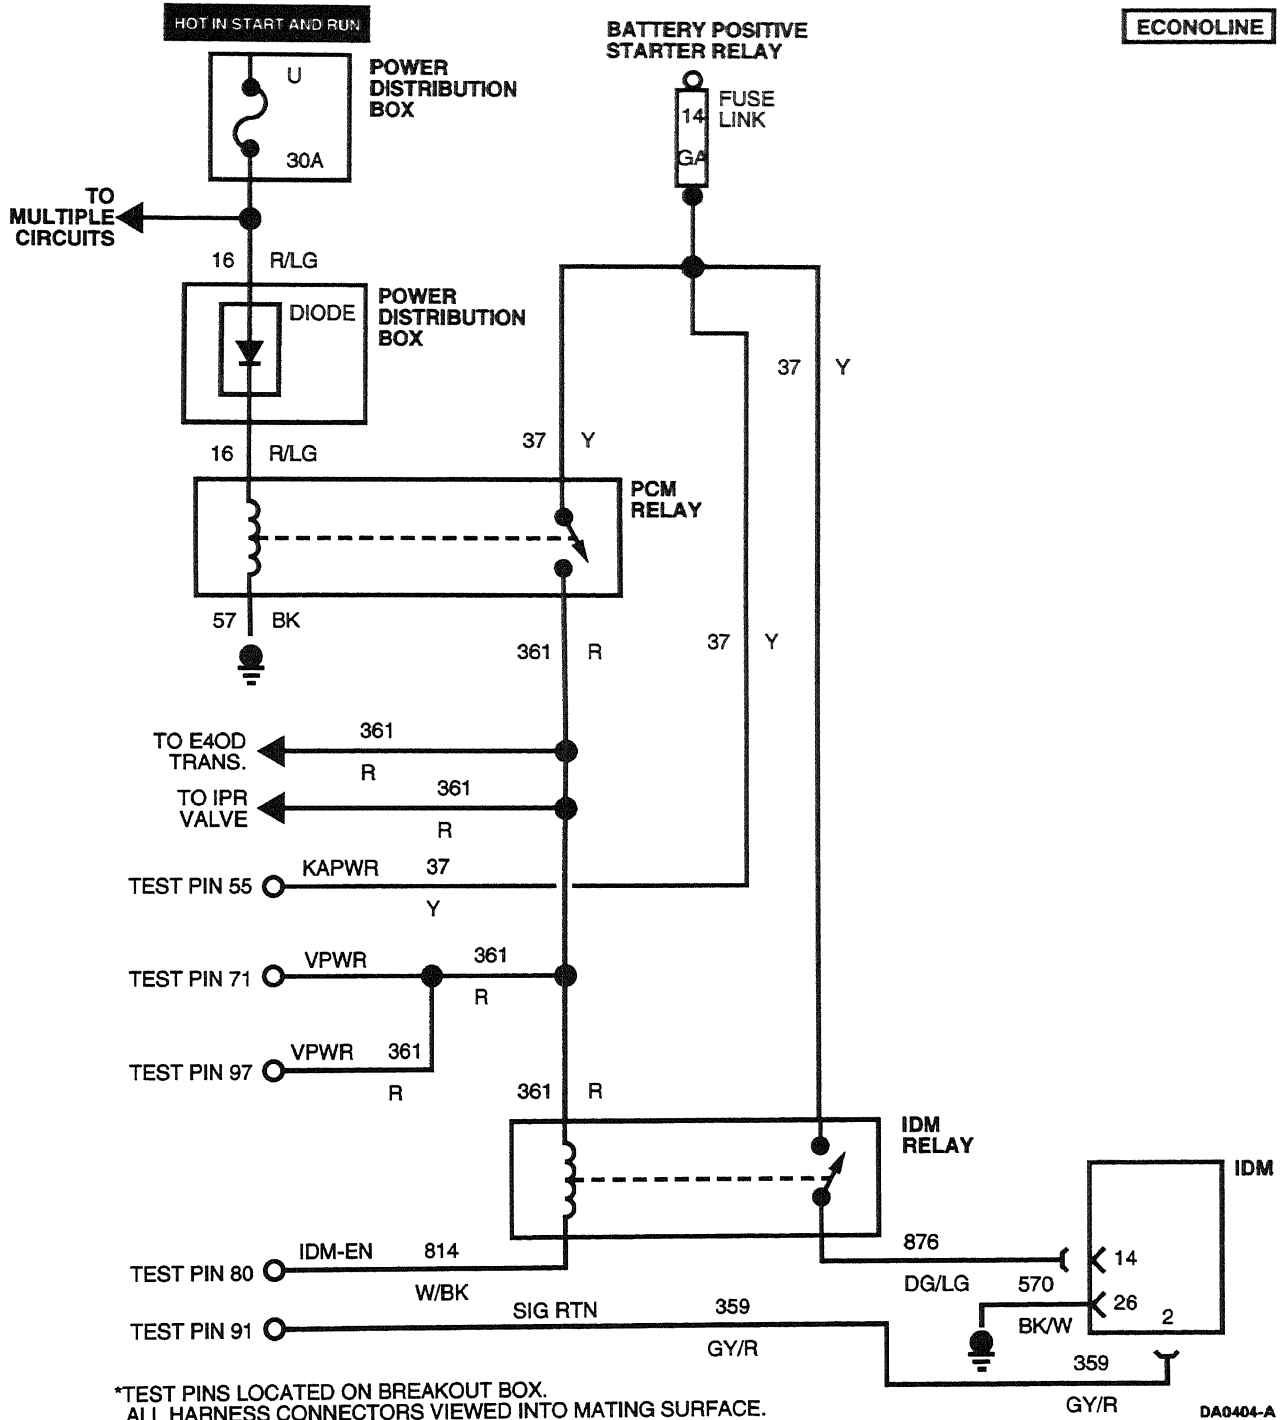 HOT IN START AND RUN
BATTERY POSITIVE
STARTER RELAY
ECONOLINE
U
30A
POWER
DISTRIBUTION
BOX
14
GA
FUSE
LINK
TO
MULTIPLE
CIRCUITS
16 R/LG
DIODE
POWER
DISTRIBUTION
BOX
37 Y
16 R/LG
37 Y
PCM
RELAY
57 BK
361 R
37 Y
TO E4OD
TRANS.
361
R
TO IPR
VALVE
361
R
TEST PIN 55
KAPWR 37
Y
TEST PIN 71
VPWR 361
R
TEST PIN 97
VPWR 361
R
361 R
IDM
RELAY
IDM
TEST PIN 80
IDM-EN 814
W/BK
876
DG/LG
14
570
BK/W
26
2
TEST PIN 91
SIG RTN 359
GY/R
359
GY/R
*TEST PINS LOCATED ON BREAKOUT BOX.
ALL HARNESS CONNECTORS VIEWED INTO MATING SURFACE.
DA0404-A